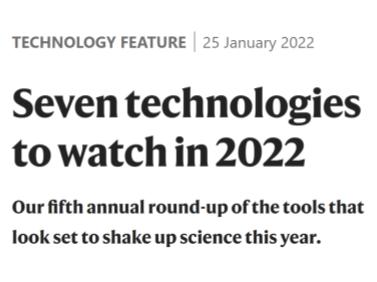 TECHNOLOGY FEATURE | 25 January 2022
Seven technologies
to watch in 2022
Our fifth annual round-up of the tools that
look set to shake up science this year.